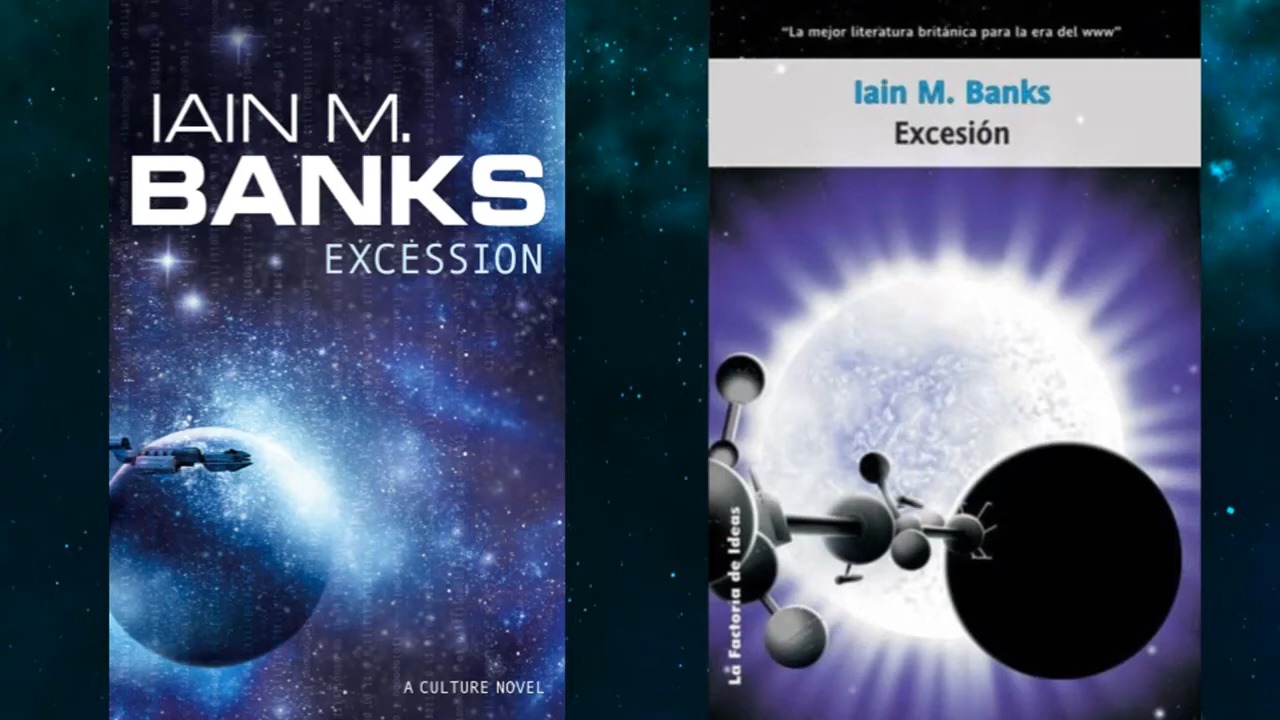 IAIN M.
BANKS
EXCESSION
A CULTURE NOVEL
"La mejor literatura británica para la era del www"
Iain M. Banks
Excesión
La Factoría de Ideas